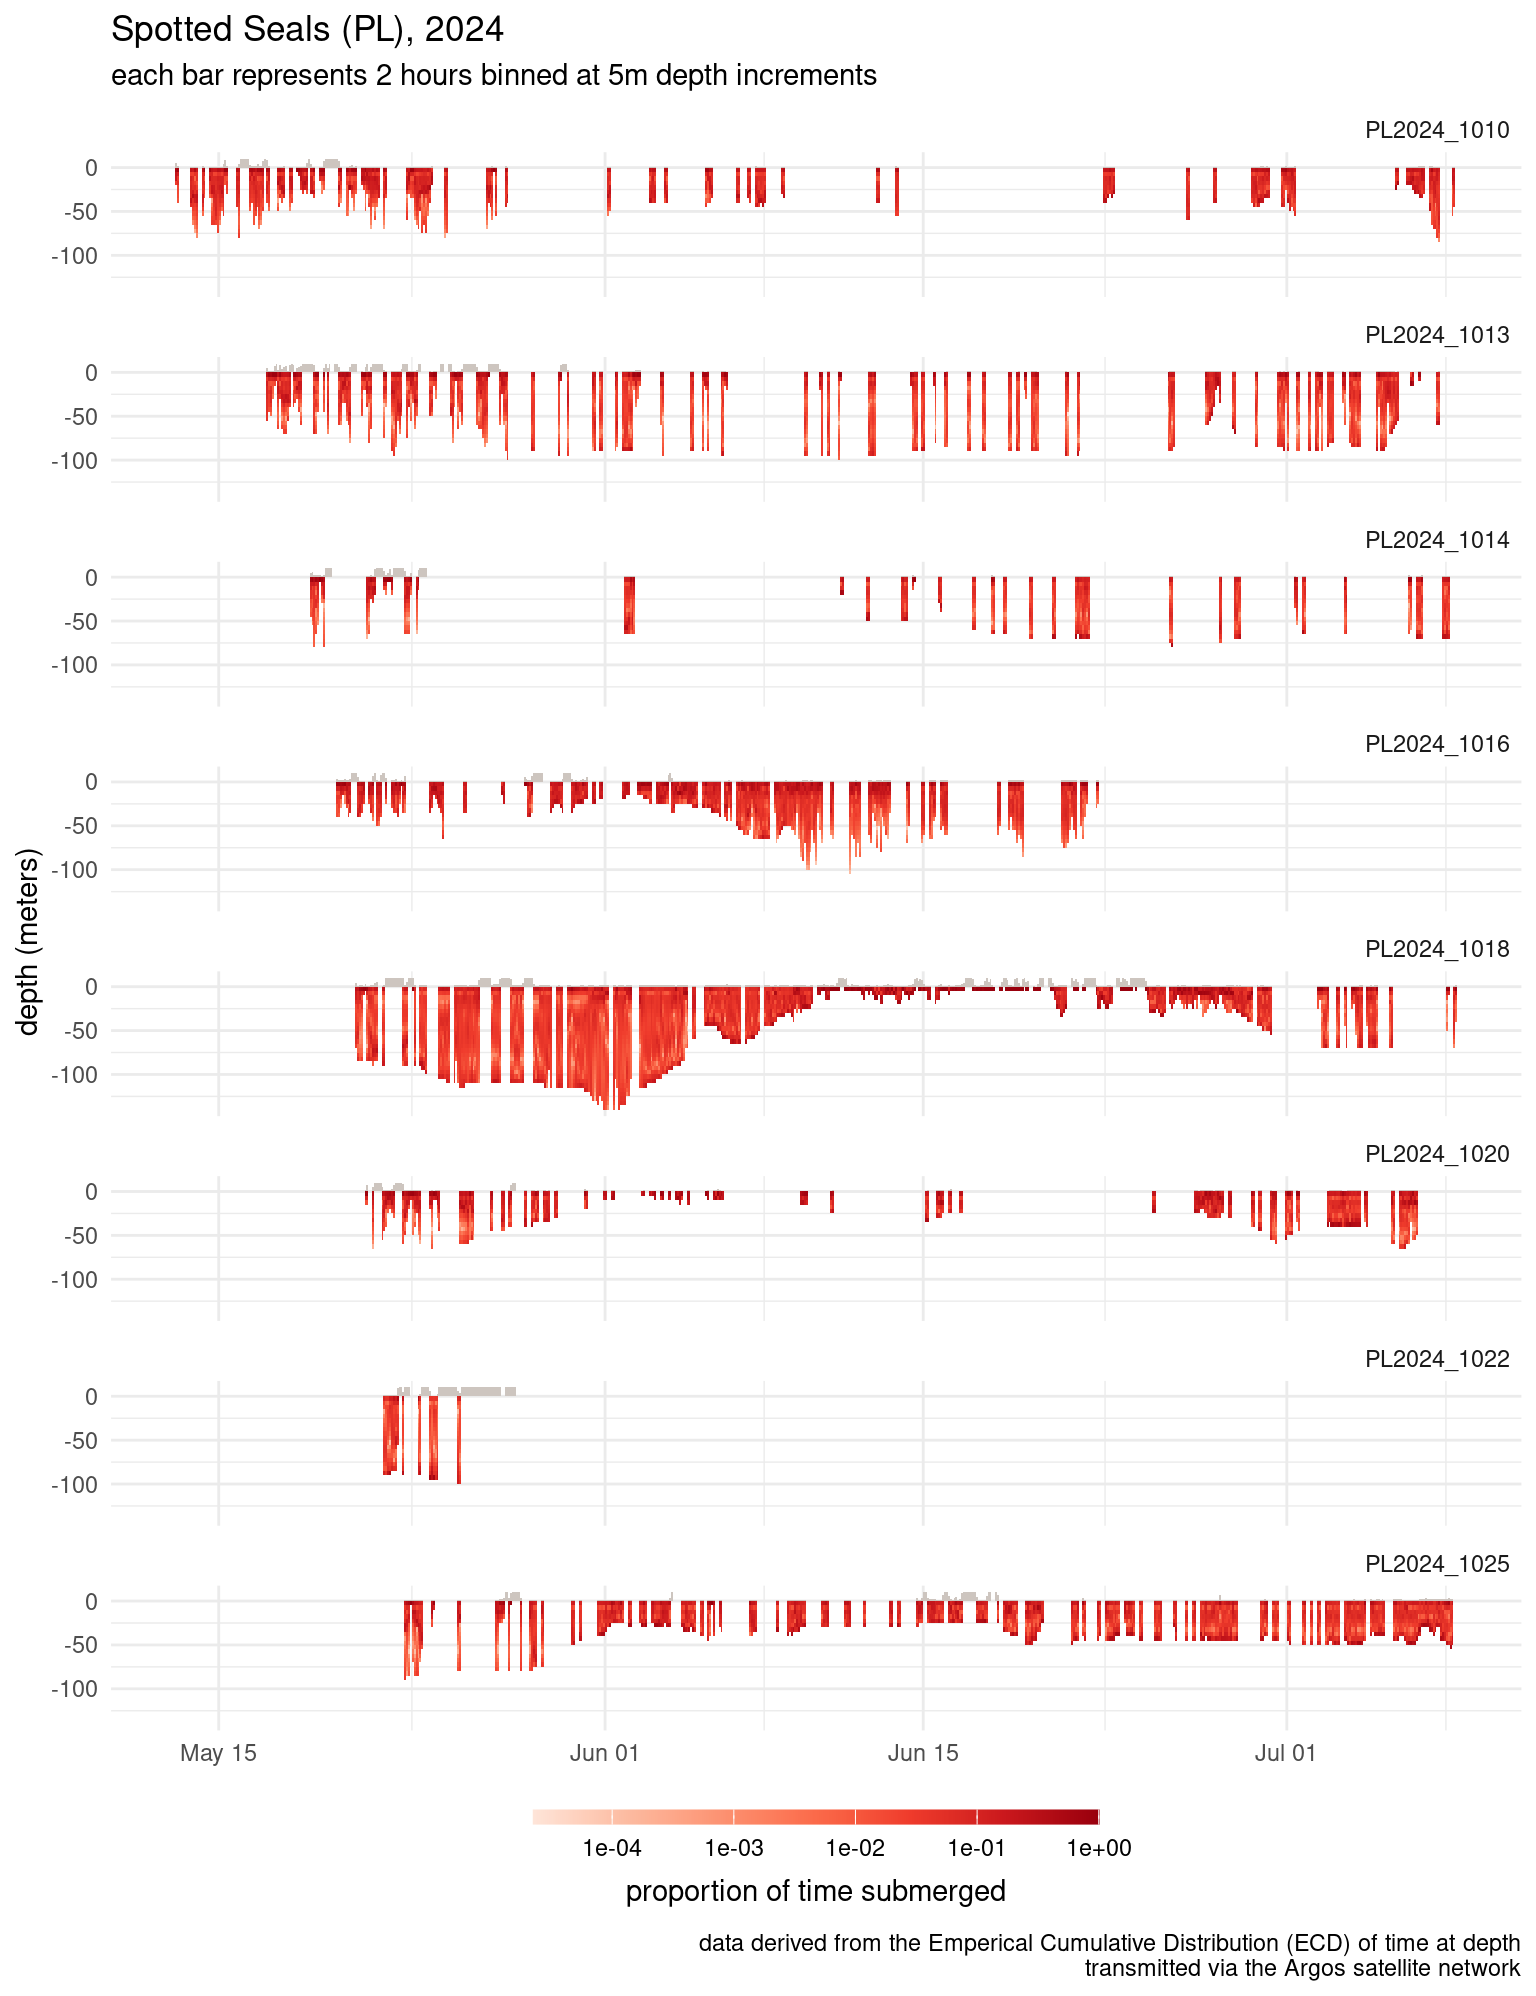 Spotted Seals (PL), 2024
each bar represents 2 hours binned at 5m depth increments
PL2024_1010
0
-50
-100
PL2024_1013
0
-50
-100
PL2024_1014
0
-50
-100
PL2024_1016
0
-50
-100
depth (meters)
PL2024_1018
0
-50
-100
PL2024_1020
0
-50
-100
PL2024_1022
0
-50
-100
PL2024_1025
0
-50
-100
May 15 Jun 01 Jun 15 Jul 01
1e-04 1e-03 1e-02 1e-01 1e+00
proportion of time submerged
data derived from the Emperical Cumulative Distribution (ECD) of time at depth
transmitted via the Argos satellite network